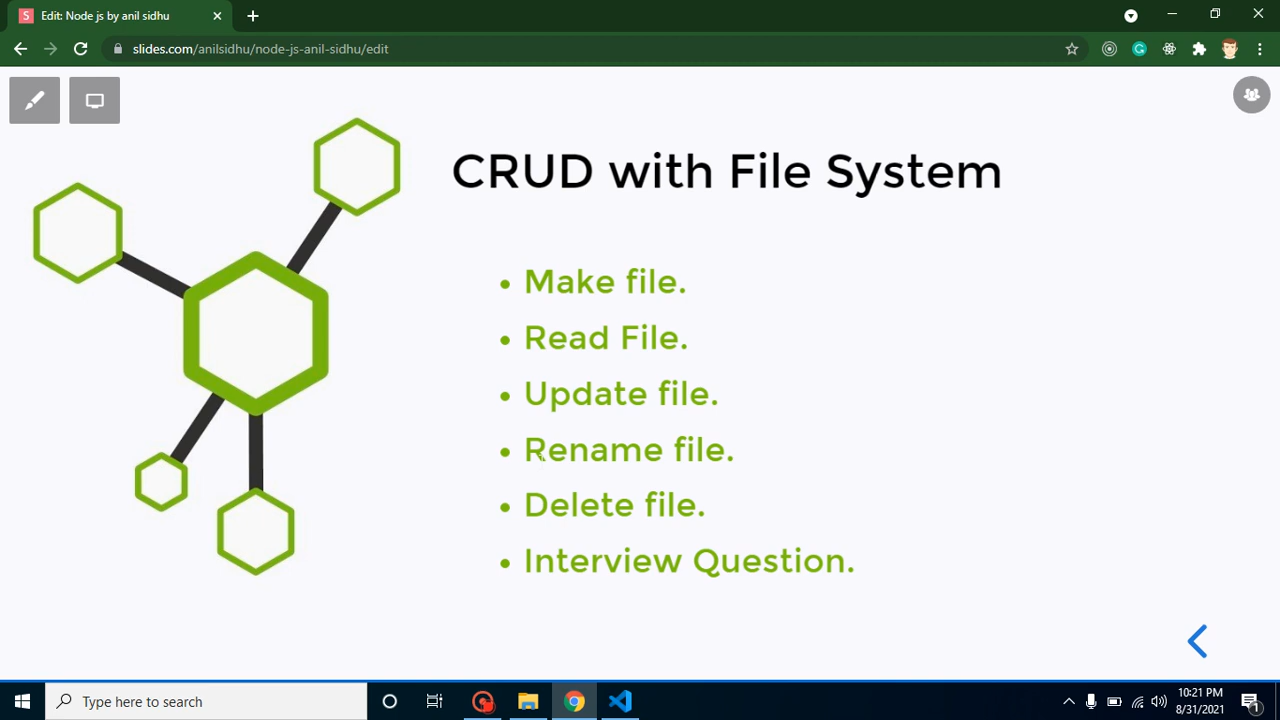 Edit: Node js by anil sidhu
slides.com/anilsidhu/node-js-anil-sidhu/edit
CRUD with File System
• Make file.
• Read File.
• Update file.
• Rename file.
• Delete file.
• Interview Question.
Type here to search
10:21 PM
8/31/2021
1